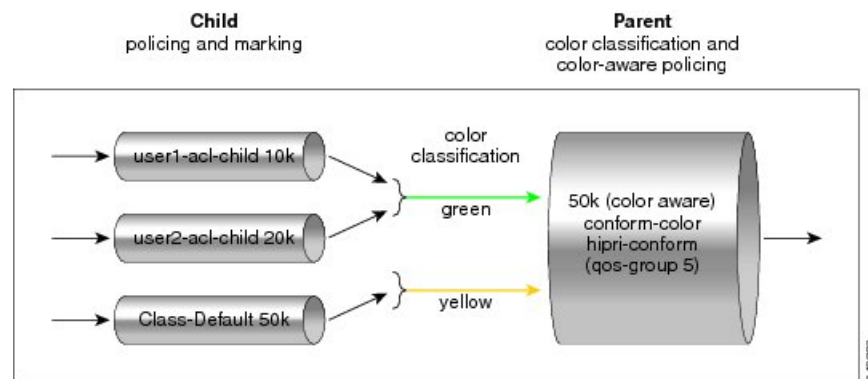 Child
policing and marking
Parent
color classification and
color-aware policing
user1-acl-child 10k
user2-acl-child 20k
Class-Default 50k
color
classification
green
yellow
50k (color aware)
conform-color
hipri-conform
(qos-group 5)